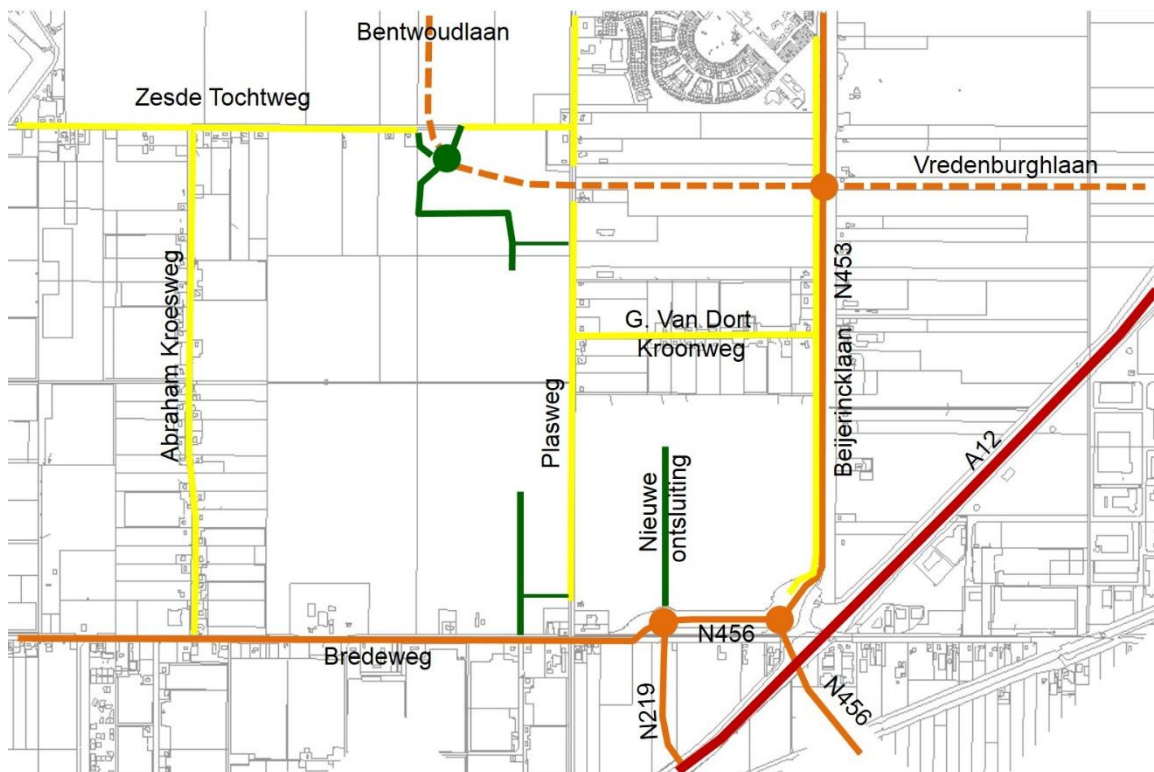 Bentwoudlaan
Zesde Tochtweg
Vredenburghlaan
Abraham Kroesweg
N453
G. Van Dort
Kroonweg
Plasweg
Beijerincklaan
A12
Nieuwe
ontsluiting
N456
Bredeweg
N219
N456